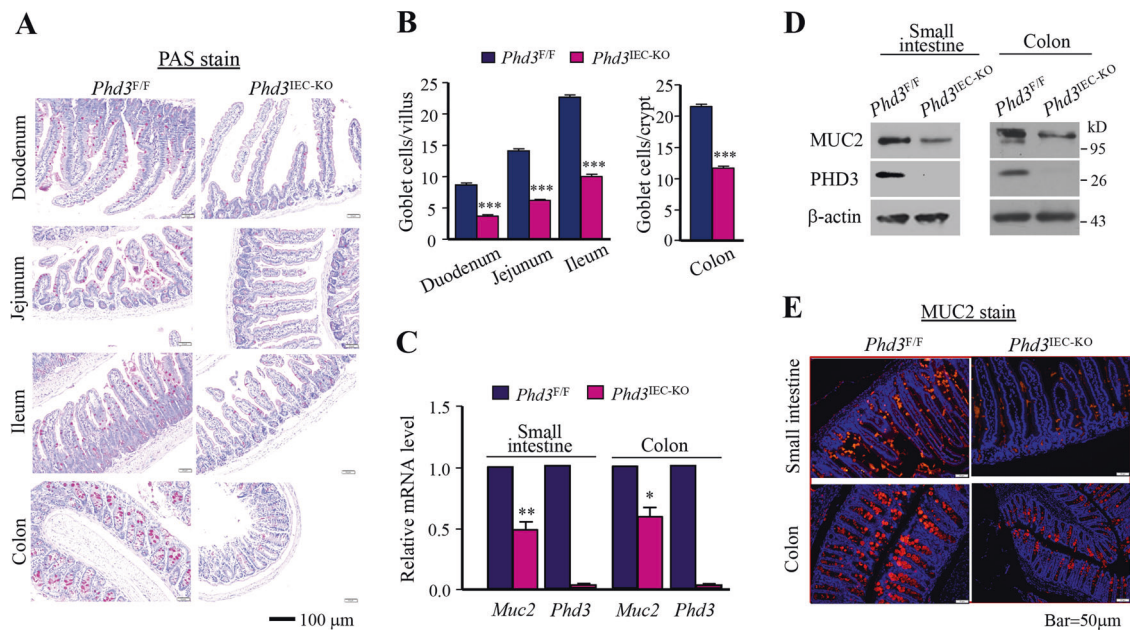 A
PAS stain
Phd3F/F
Phd3IEC-KO
Duodenum
Jejunum
Ileum
Colon
100 μm
B
Phd3F/F
Phd3IEC-KO
Goblet cells/villus
25
20
15
10
5
0
***
***
***
Duodenum
Jejunum
Ileum
Goblet cells/crypt
25
20
15
10
5
0
***
Colon
C
Phd3F/F
Phd3IEC-KO
Relative mRNA level
1.5
1.0
0.5
0.0
Small
intestine
Colon
**
*
Muc2 Phd3 Muc2 Phd3
D
Small
intestine
Colon
Phd3F/F
Phd3IEC-KO
Phd3F/F
Phd3IEC-KO
kD
MUC2
95
PHD3
26
β-actin
43
E
MUC2 stain
Phd3F/F
Phd3IEC-KO
Small intestine
Colon
Bar=50μm